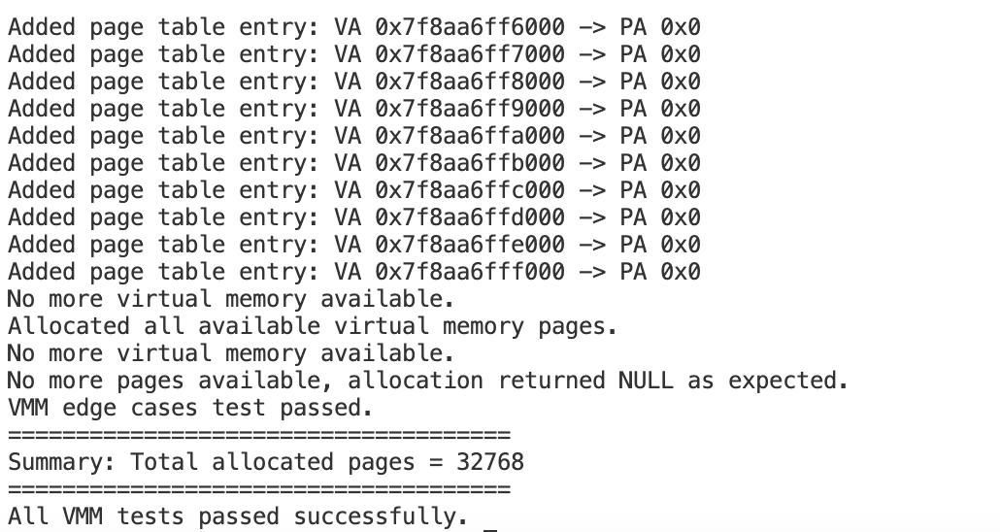 Added page table entry: VA 0x7f8aa6ff6000 -> PA 0x0
Added page table entry: VA 0x7f8aa6ff7000 -> PA 0x0
Added page table entry: VA 0x7f8aa6ff8000 -> PA 0x0
Added page table entry: VA 0x7f8aa6ff9000 -> PA 0x0
Added page table entry: VA 0x7f8aa6ffa000 -> PA 0x0
Added page table entry: VA 0x7f8aa6ffb000 -> PA 0x0
Added page table entry: VA 0x7f8aa6ffc000 -> PA 0x0
Added page table entry: VA 0x7f8aa6ffd000 -> PA 0x0
Added page table entry: VA 0x7f8aa6ffe000 -> PA 0x0
Added page table entry: VA 0x7f8aa6fff000 -> PA 0x0
No more virtual memory available.
Allocated all available virtual memory pages.
No more virtual memory available.
No more pages available, allocation returned NULL as expected.
VMM edge cases test passed.
=====================================
Summary: Total allocated pages = 32768
=====================================
All VMM tests passed successfully. _